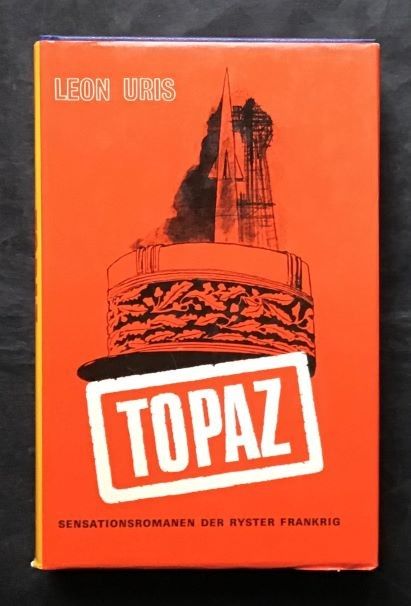 LEON URIS
TOPAZ
SENSATIONSROMANEN DER RYSTER FRANKRIG